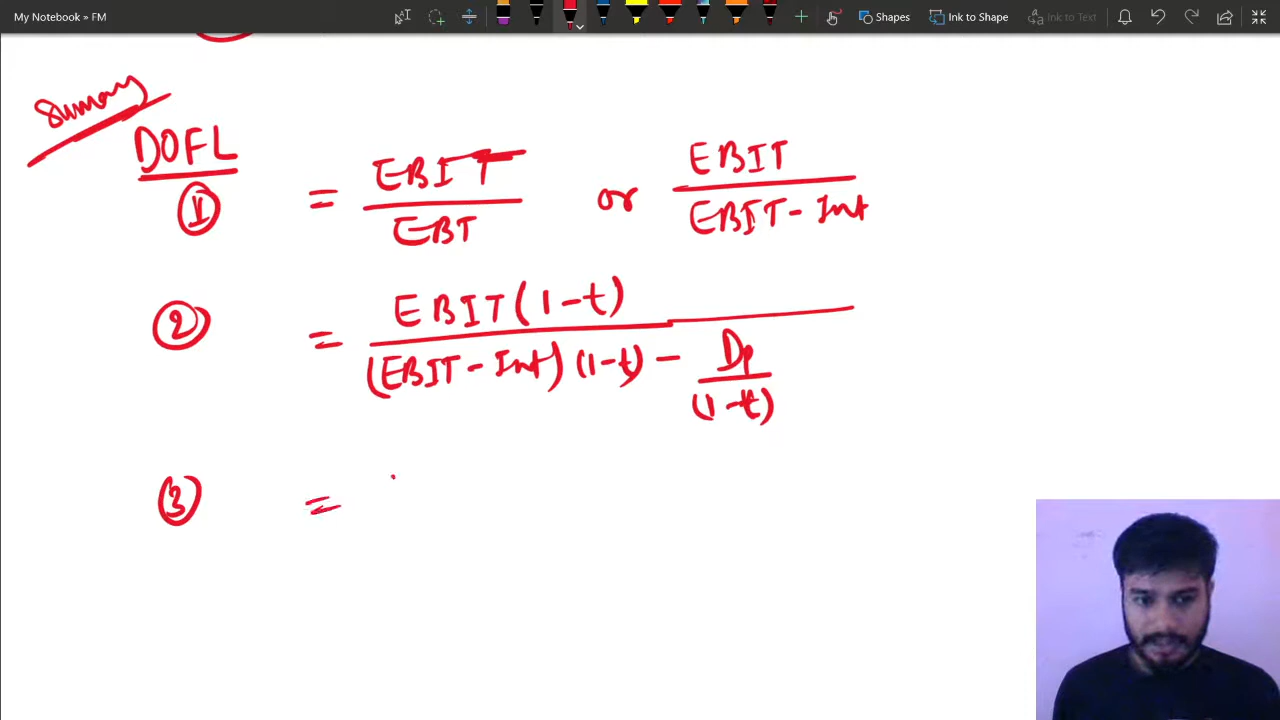 My Notebook » FM
Shapes
Ink to Shape
Ink to Text
Summary
DOFL
① = EBIT / EBT or EBIT / EBIT - Int
② = EBIT (1-t) / (EBIT - Int) (1-t) - Dp / (1-t)
③ =